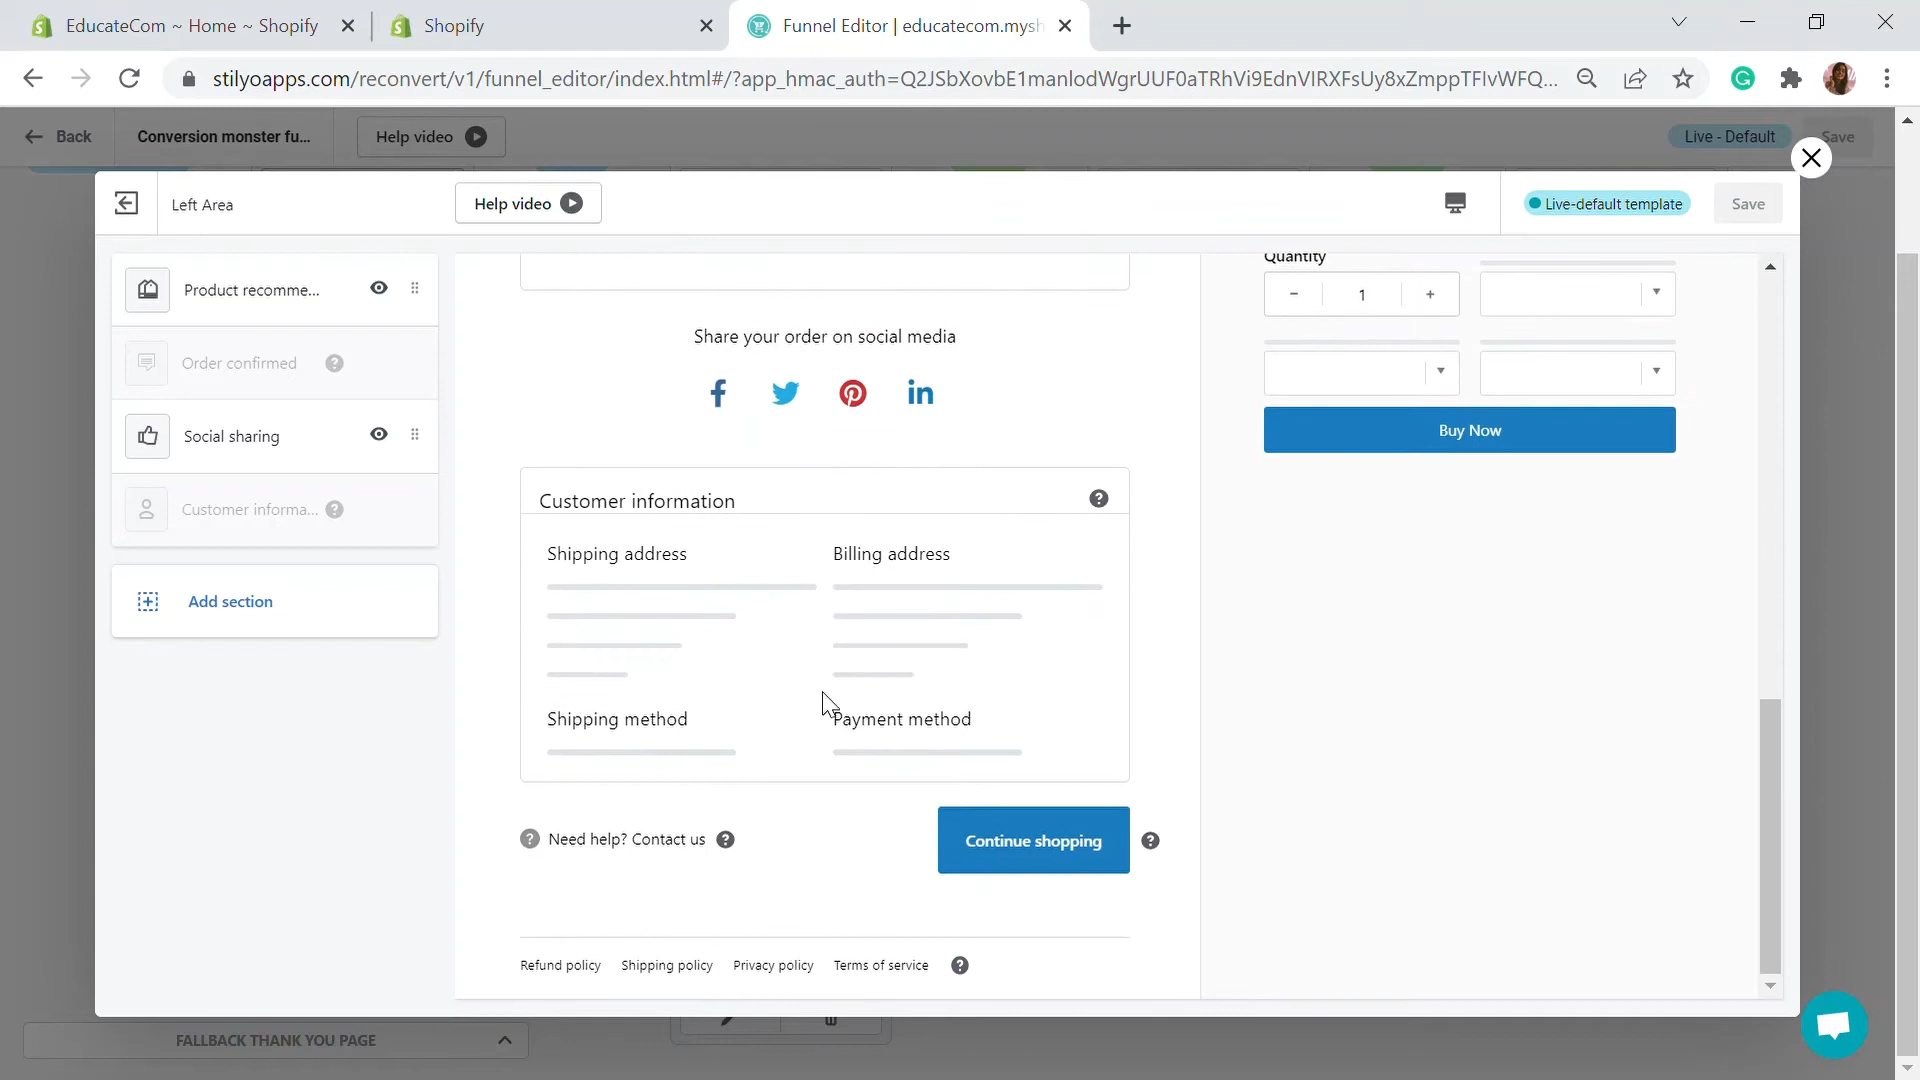 EducateCom ~ Home ~ Shopify
Shopify
Funnel Editor | educatecom.mysh
stilyoapps.com/reconvert/v1/funnel_editor/index.html#/?app_hmac_auth=Q2JSbXovbE1manlodWgrUUF0aTRhVi9EdnVlRXFsUy8xZmppTFlvWFQ...
Back
Conversion monster fu...
Help video
Live - Default
Save
Left Area
Help video
Live-default template
Save
Product recomme...
Order confirmed
Social sharing
Customer informa...
Add section
Share your order on social media
Customer information
Shipping address
Billing address
Shipping method
Payment method
Need help? Contact us
Continue shopping
Refund policy
Shipping policy
Privacy policy
Terms of service
Quantity
1
Buy Now
FALLBACK THANK YOU PAGE